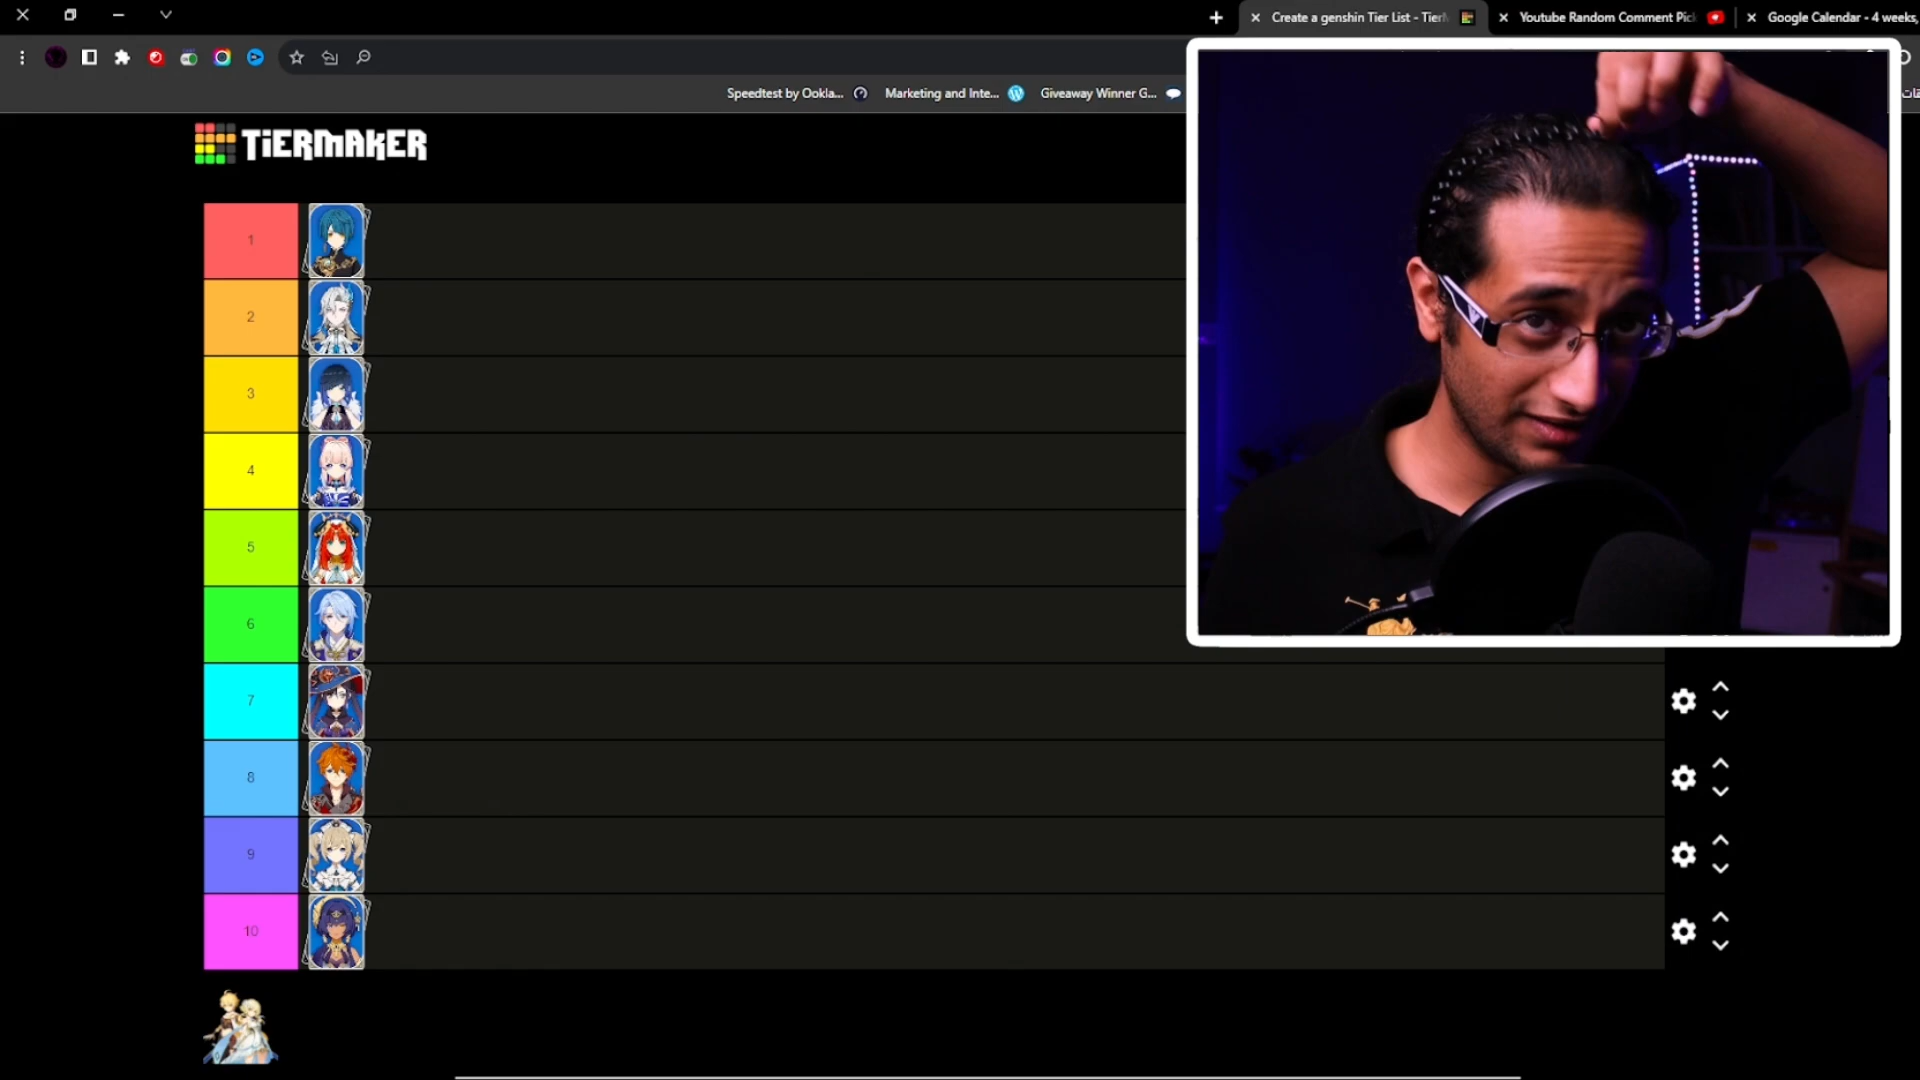 Create a genshin Tier List - Tier
Youtube Random Comment Pic
Google Calendar - 4 weeks,
Speedtest by Ookla...
Marketing and Inte...
Giveaway Winner G...
TiERMAKER
1
2
3
4
5
6
7
8
9
10